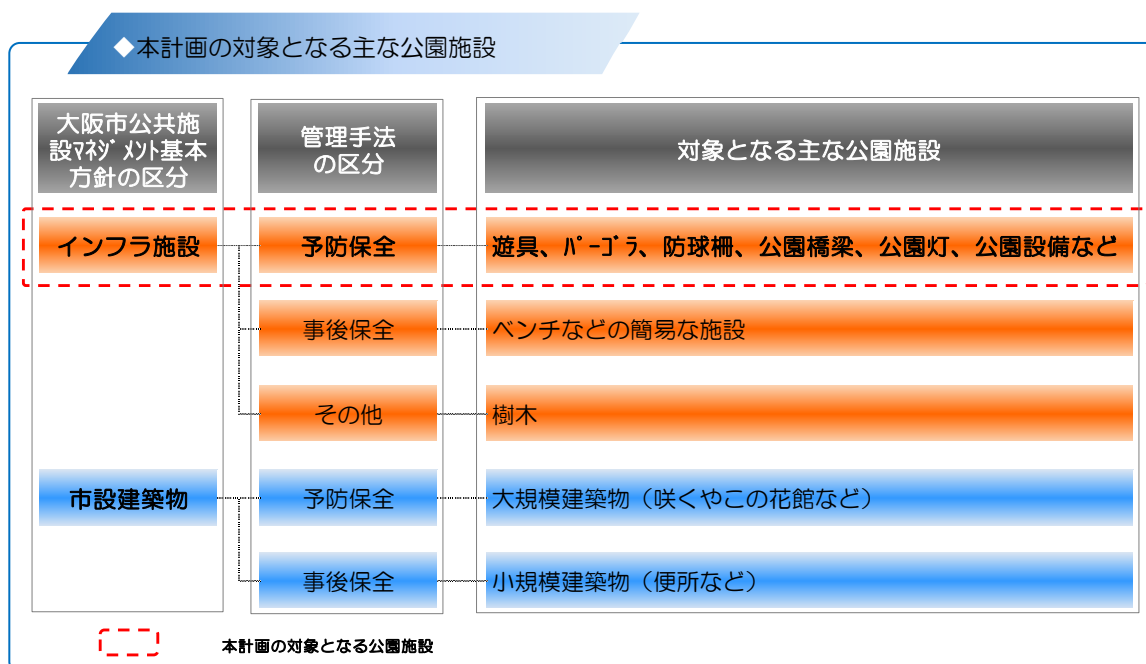 ◆本計画の対象となる主な公園施設
大阪市公共施
設ﾏﾈｼﾞﾒﾝﾄ基本
方針の区分
管理手法
の区分
対象となる主な公園施設
インフラ施設
予防保全
遊具、ﾊﾟｰｺﾞﾗ、防球柵、公園橋梁、公園灯、公園設備など
事後保全
ベンチなどの簡易な施設
その他
樹木
市設建築物
予防保全
大規模建築物（咲くやこの花館など）
事後保全
小規模建築物（便所など）
本計画の対象となる公園施設